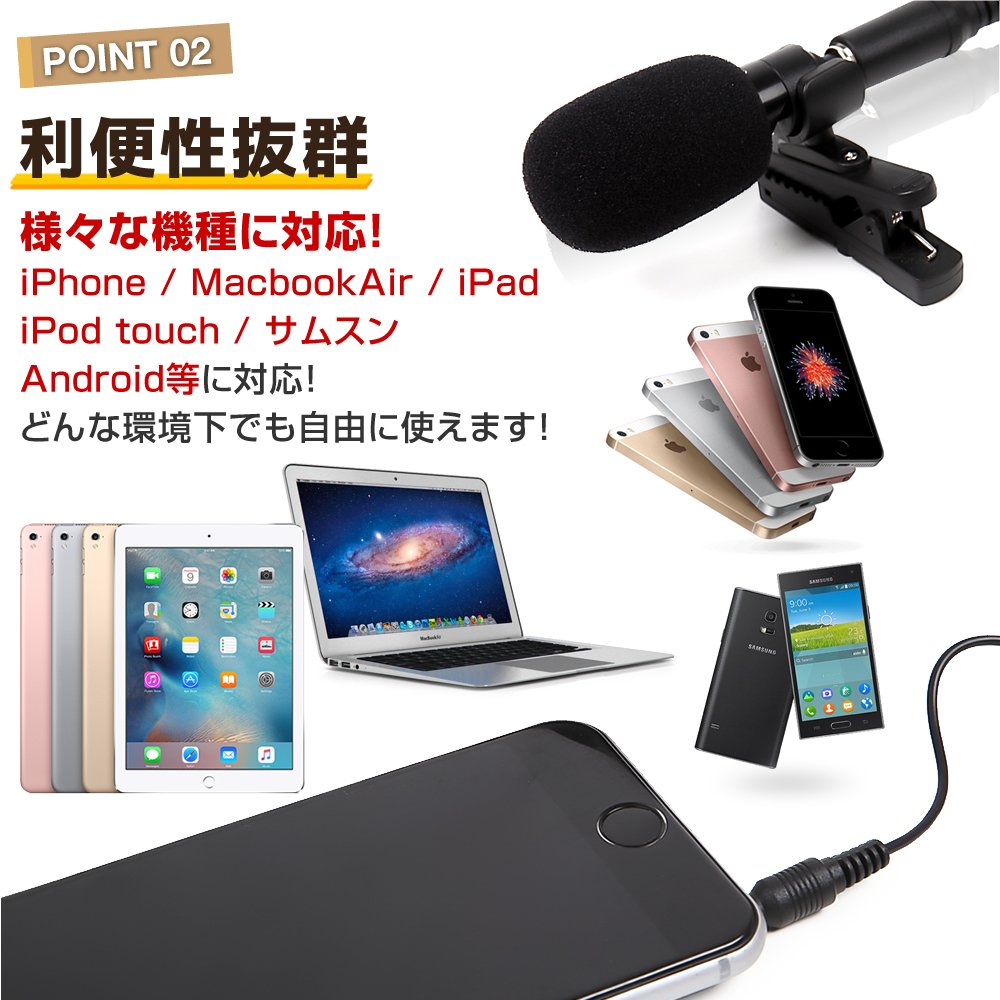 POINT 02
利便性抜群
様々な機種に対応!
iPhone / MacbookAir / iPad
iPod touch / サムスン
Android等に対応!
どんな環境下でも自由に使えます!
MacBook Air
SAMSUNG
SAMSUNG
9:00